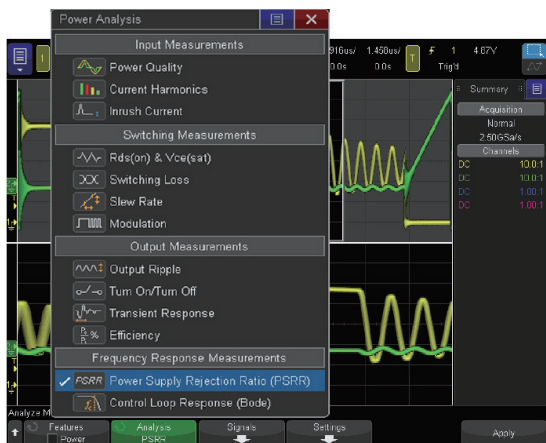 Power Analysis
Input Measurements
Power Quality
Current Harmonics
Inrush Current
Switching Measurements
Rds(on) & Vce(sat)
Switching Loss
Slew Rate
Modulation
Output Measurements
Output Ripple
Turn On/Turn Off
Transient Response
% Efficiency
Frequency Response Measurements
PSRR Power Supply Rejection Ratio (PSRR)
Control Loop Response (Bode)
916us/ 1.458us/ T 1 4.87V
0.0s 0.0s Trig'd
Summary
Acquisition
Normal
2.50GSa/s
Channels
DC 10.0:1
DC 10.0:1
DC 1.00:1
DC 1.00:1
Analyze M
Features
Power
Analysis
PSRR
Signals
Settings
Apply